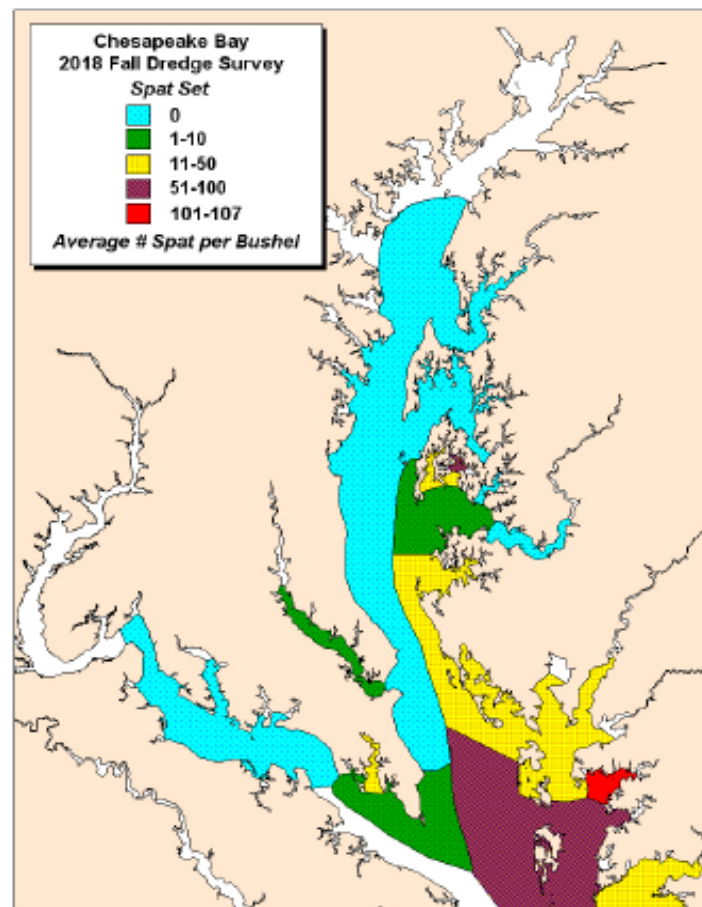 Chesapeake Bay
2018 Fall Dredge Survey
Spat Set
0
1-10
11-50
51-100
101-107
Average # Spat per Bushel